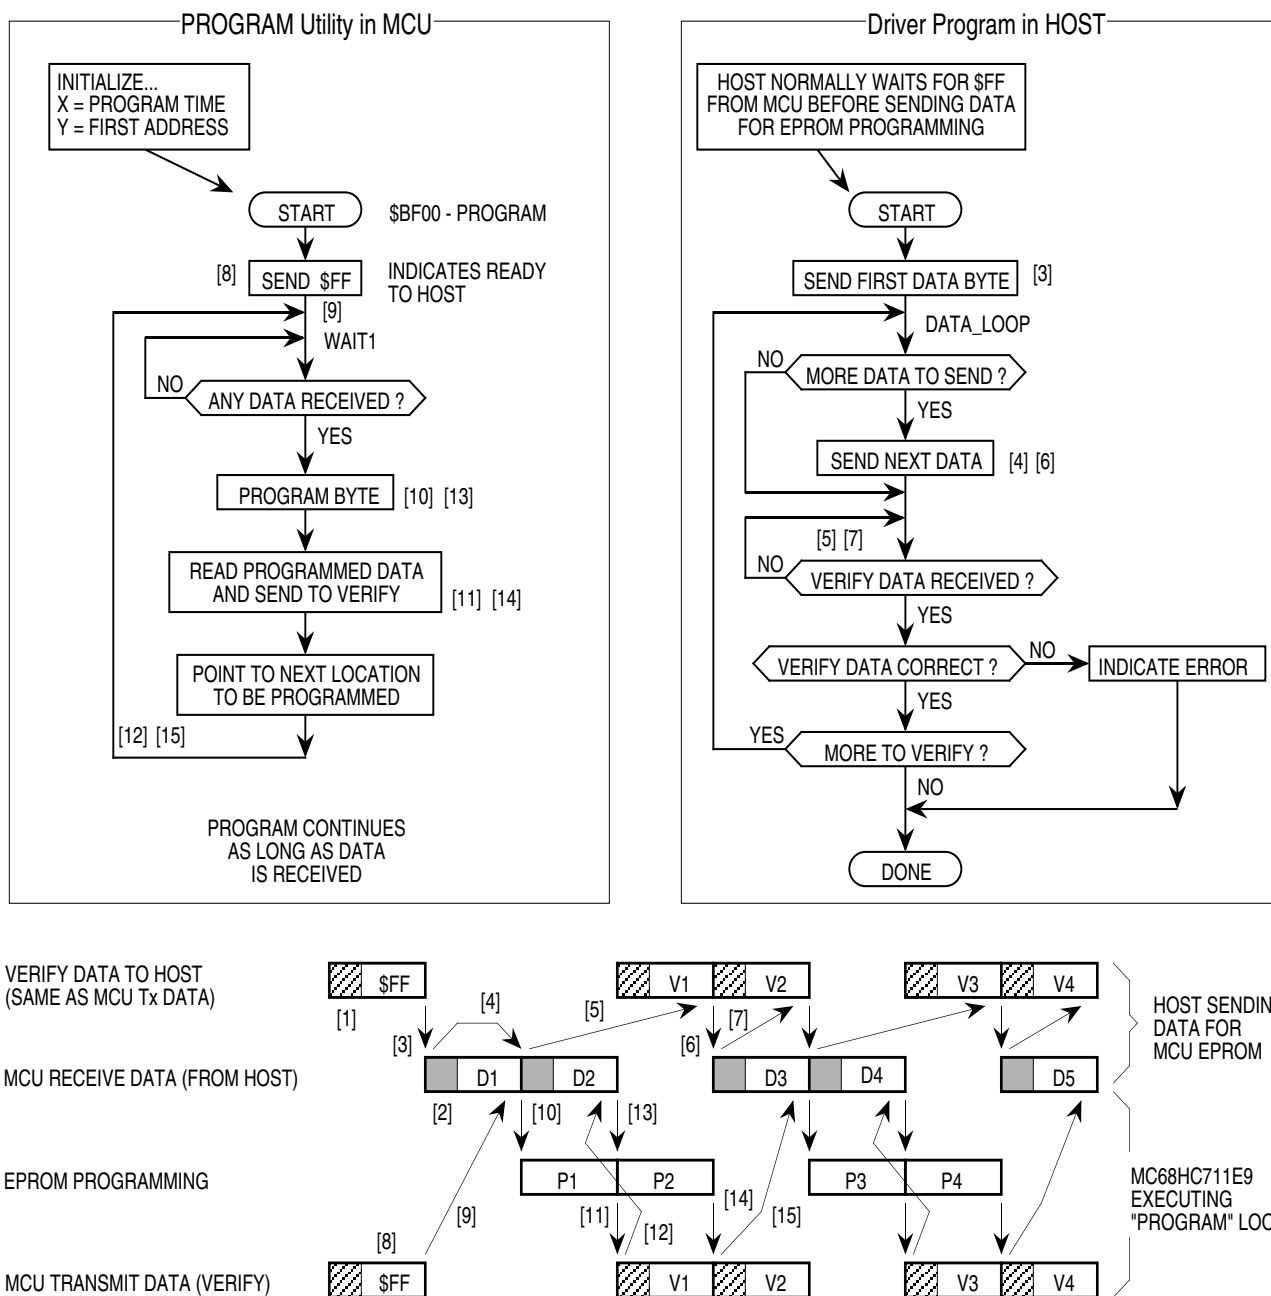 PROGRAM Utility in MCU
INITIALIZE...
X = PROGRAM TIME
Y = FIRST ADDRESS
START
$BF00 - PROGRAM
[8]
SEND $FF
INDICATES READY
TO HOST
[9]
WAIT1
NO
ANY DATA RECEIVED ?
YES
PROGRAM BYTE
[10] [13]
READ PROGRAMMED DATA
AND SEND TO VERIFY
[11] [14]
POINT TO NEXT LOCATION
TO BE PROGRAMMED
[12] [15]
PROGRAM CONTINUES
AS LONG AS DATA
IS RECEIVED
Driver Program in HOST
HOST NORMALLY WAITS FOR $FF
FROM MCU BEFORE SENDING DATA
FOR EPROM PROGRAMMING
START
SEND FIRST DATA BYTE
[3]
DATA_LOOP
NO
MORE DATA TO SEND ?
YES
SEND NEXT DATA
[4] [6]
[5] [7]
NO
VERIFY DATA RECEIVED ?
YES
VERIFY DATA CORRECT ?
NO
INDICATE ERROR
YES
YES
MORE TO VERIFY ?
NO
DONE
VERIFY DATA TO HOST
(SAME AS MCU Tx DATA)
$FF
V1
V2
V3
V4
[1]
[4]
[5]
[7]
HOST SENDIN
DATA FOR
MCU EPROM
[3]
[6]
MCU RECEIVE DATA (FROM HOST)
D1
D2
D3
D4
D5
[2]
[10]
[13]
EPROM PROGRAMMING
P1
P2
P3
P4
MC68HC711E9
EXECUTING
"PROGRAM" LOO
[9]
[11]
[12]
[14]
[15]
[8]
MCU TRANSMIT DATA (VERIFY)
$FF
V1
V2
V3
V4